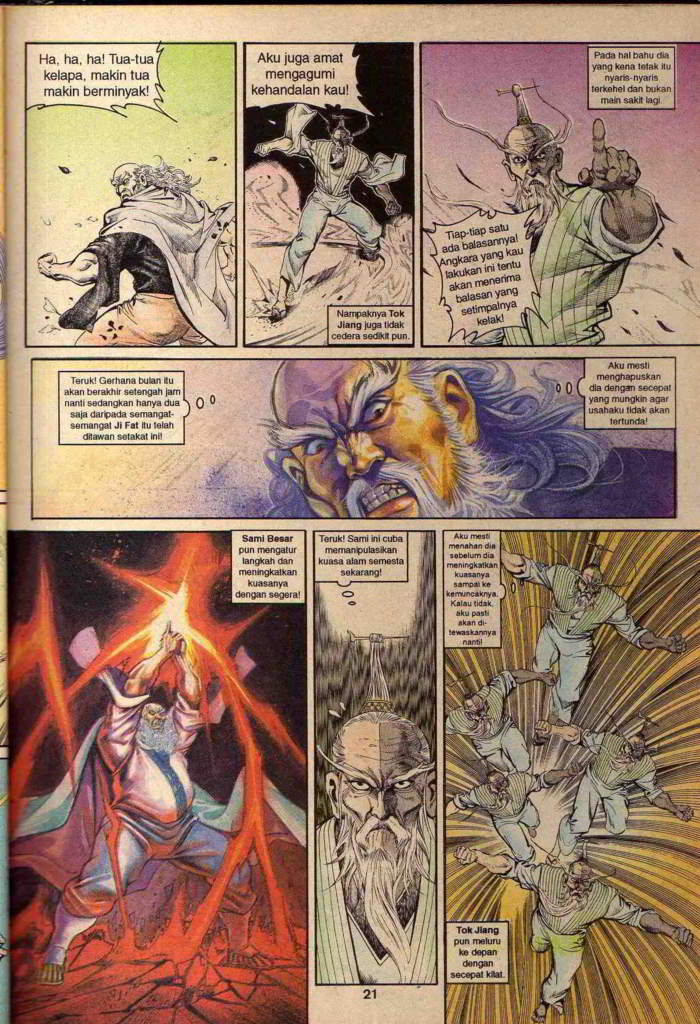 Ha, ha, ha! Tua-tua
kelapa, makin tua
makin berminyak!
Aku juga amat
mengagumi
kehandalan kau!
Nampaknya Tok
Jiang juga tidak
cedera sedikit pun.
Pada hal bahu dia
yang kena tetak itu
nyaris-nyaris
terkehel dan bukan
main sakit lagi.
Tiap-tiap satu
ada balasannya!
Angkara yang kau
lakukan ini tentu
akan menerima
balasan yang
setimpalnya
kelak!
Teruk! Gerhana bulan itu
akan berakhir setengah jam
nanti sedangkan hanya dua
saja daripada semangat-
semangat Ji Fat itu telah
ditawan setakat ini!
Aku mesti
menghapuskan
dia dengan secepat
yang mungkin agar
usahaku tidak akan
tertunda!
Sami Besar
pun mengatur
langkah dan
meningkatkan
kuasanya
dengan segera!
Teruk! Sami ini cuba
memanipulasikan
kuasa alam semesta
sekarang!
Aku mesti
menahan dia
sebelum dia
meningkatkan
kuasanya
sampai ke
kemuncaknya.
Kalau tidak,
aku pasti
akan di-
tewaskannya
nanti!
Tok Jiang
pun meluru
ke depan
dengan
secepat kilat.
21